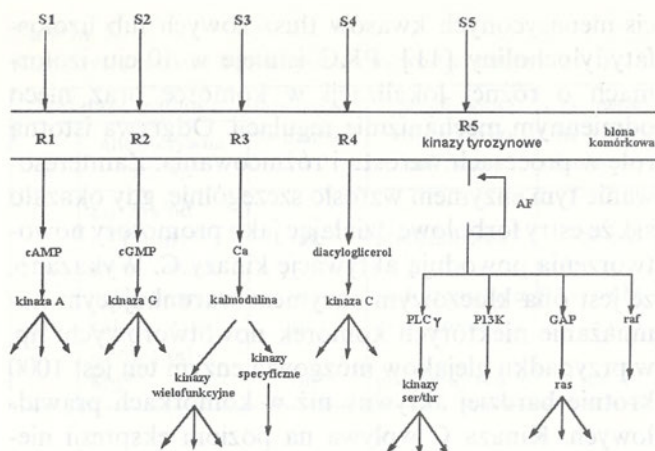 S1 S2 S3 S4 S5
R1 R2 R3 R4 R5 błona
kinazy tyrozynowe komórkowa
AF
cAMP cGMP Ca diacyloglicerol
kinaza A kinaza G kalmodulina kinaza C
PLC γ PI3K GAP raf
kinazy
specyficzne
kinazy
wielofunkcyjne
kinazy
ser/thr
ras